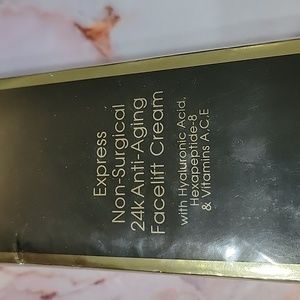 Express
Non-Surgical
24k Anti-Aging
Facelift Cream
with Hyaluronic Acid,
Hexapeptide-8
& Vitamins A.C.E